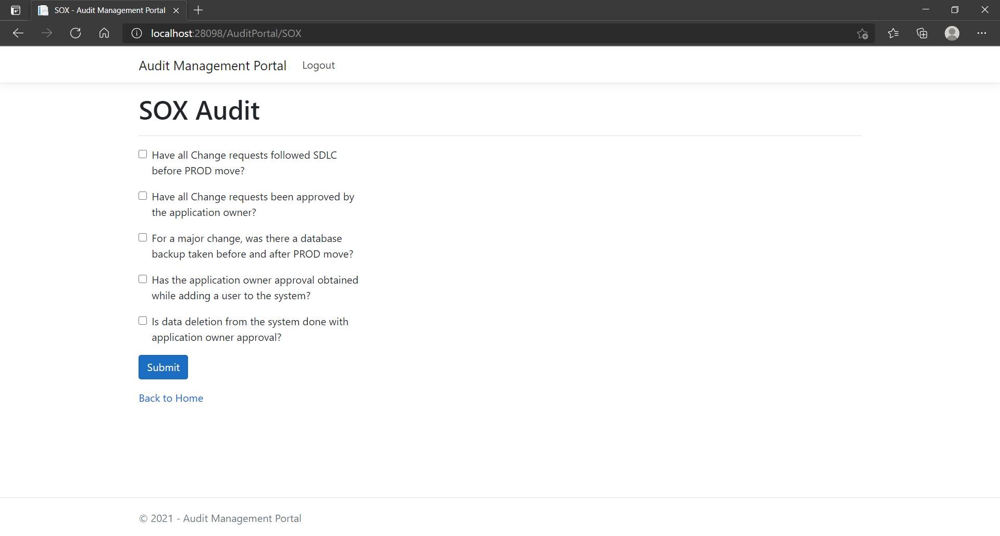 SOX - Audit Management Portal
localhost:28098/AuditPortal/SOX
Audit Management Portal Logout
SOX Audit
Have all Change requests followed SDLC
before PROD move?
Have all Change requests been approved by
the application owner?
For a major change, was there a database
backup taken before and after PROD move?
Has the application owner approval obtained
while adding a user to the system?
Is data deletion from the system done with
application owner approval?
Submit
Back to Home
© 2021 - Audit Management Portal